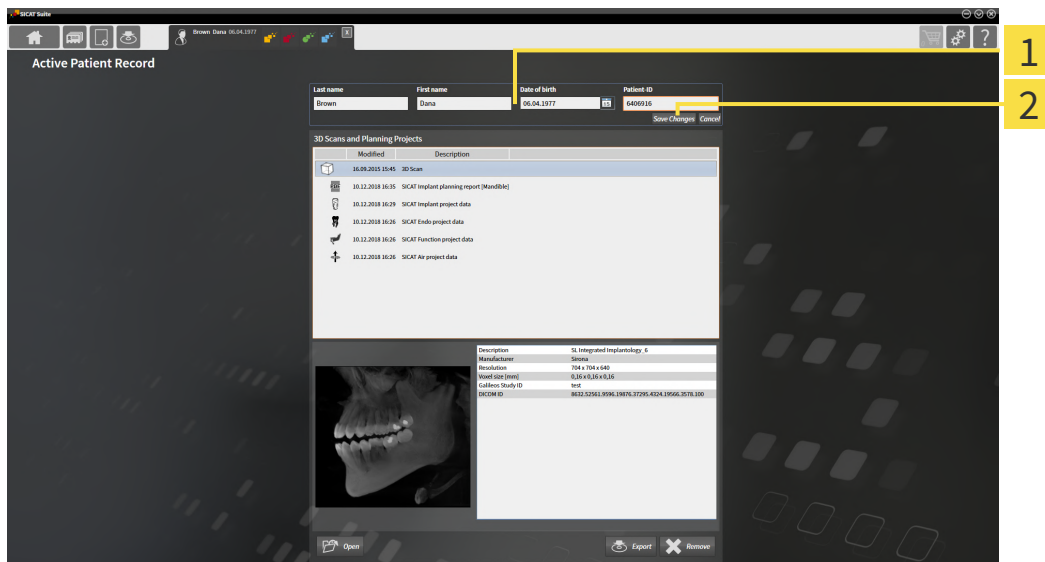 SICAT Suite
Brown Dana 06.04.1977
X
?
1
Active Patient Record
Last name First name Date of birth Patient-ID
Brown Dana 06.04.1977 15 6406916
2
Save Changes Cancel
3D Scans and Planning Projects
Modified Description
16.09.2015 15:45 3D Scan
10.12.2018 16:35 SICAT Implant planning report [Mandible]
10.12.2018 16:29 SICAT Implant project data
10.12.2018 16:26 SICAT Endo project data
10.12.2018 16:26 SICAT Function project data
10.12.2018 16:26 SICAT Air project data
Description SL Integrated Implantology_6
Manufacturer Sirona
Resolution 704 x 704 x 640
Voxel size [mm] 0,16 x 0,16 x 0,16
Galileos Study ID test
DICOM ID 8632.52561.9596.19876.37295.4324.19566.3578.100
Open Export Remove